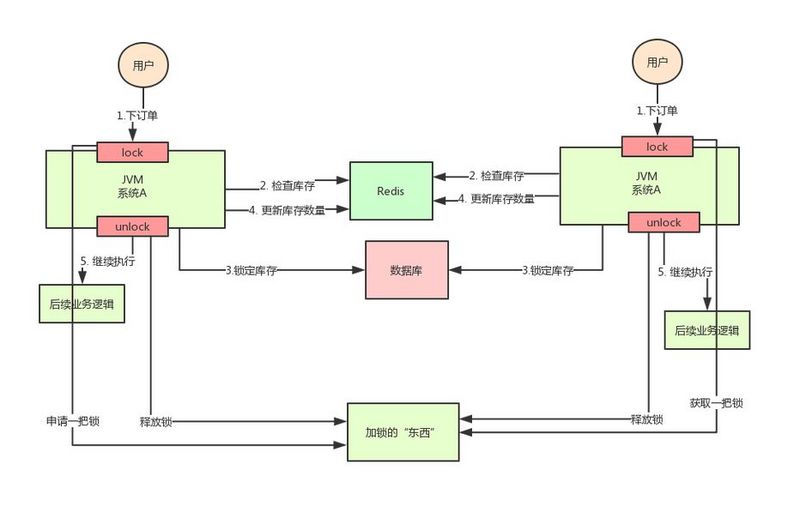 用户
用户
1.下订单
1.下订单
lock
lock
JVM
系统A
JVM
系统A
2. 检查库存
Redis
2. 检查库存
4. 更新库存数量
4. 更新库存数量
unlock
unlock
5. 继续执行
3.锁定库存
数据库
3.锁定库存
5. 继续执行
后续业务逻辑
后续业务逻辑
申请一把锁
释放锁
加锁的“东西”
释放锁
获取一把锁